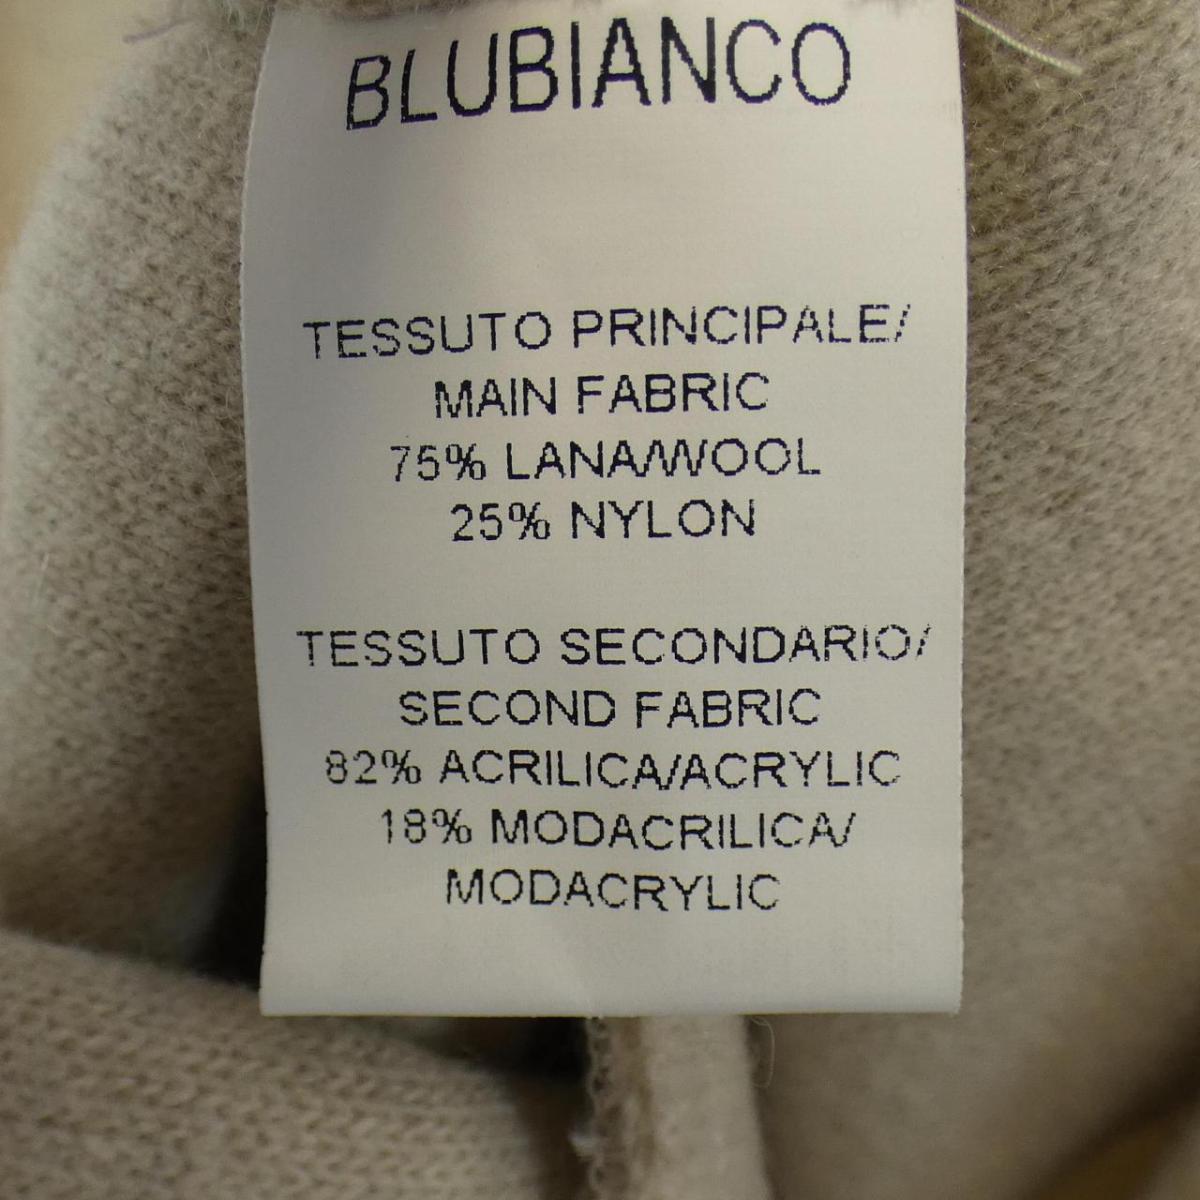 BLUBIANCO
TESSUTO PRINCIPALE/
MAIN FABRIC
75% LANA/WOOL
25% NYLON
TESSUTO SECONDARIO/
SECOND FABRIC
82% ACRILICA/ACRYLIC
18% MODACRILICA/
MODACRYLIC